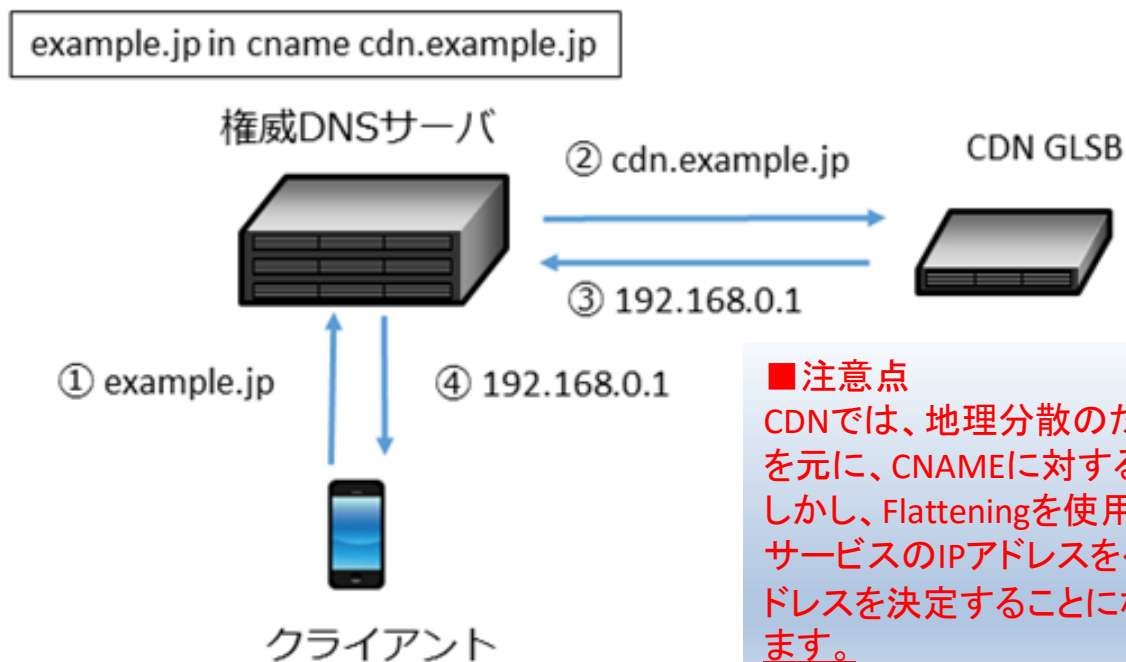 example.jp in cname cdn.example.jp
権威DNSサーバ
② cdn.example.jp
CDN GLSB
③ 192.168.0.1
① example.jp
④ 192.168.0.1
クライアント
■注意点
CDNでは、地理分散のた
を元に、CNAMEに対する
しかし、Flatteningを使用
サービスのIPアドレスを
ドレスを決定することに
ます。